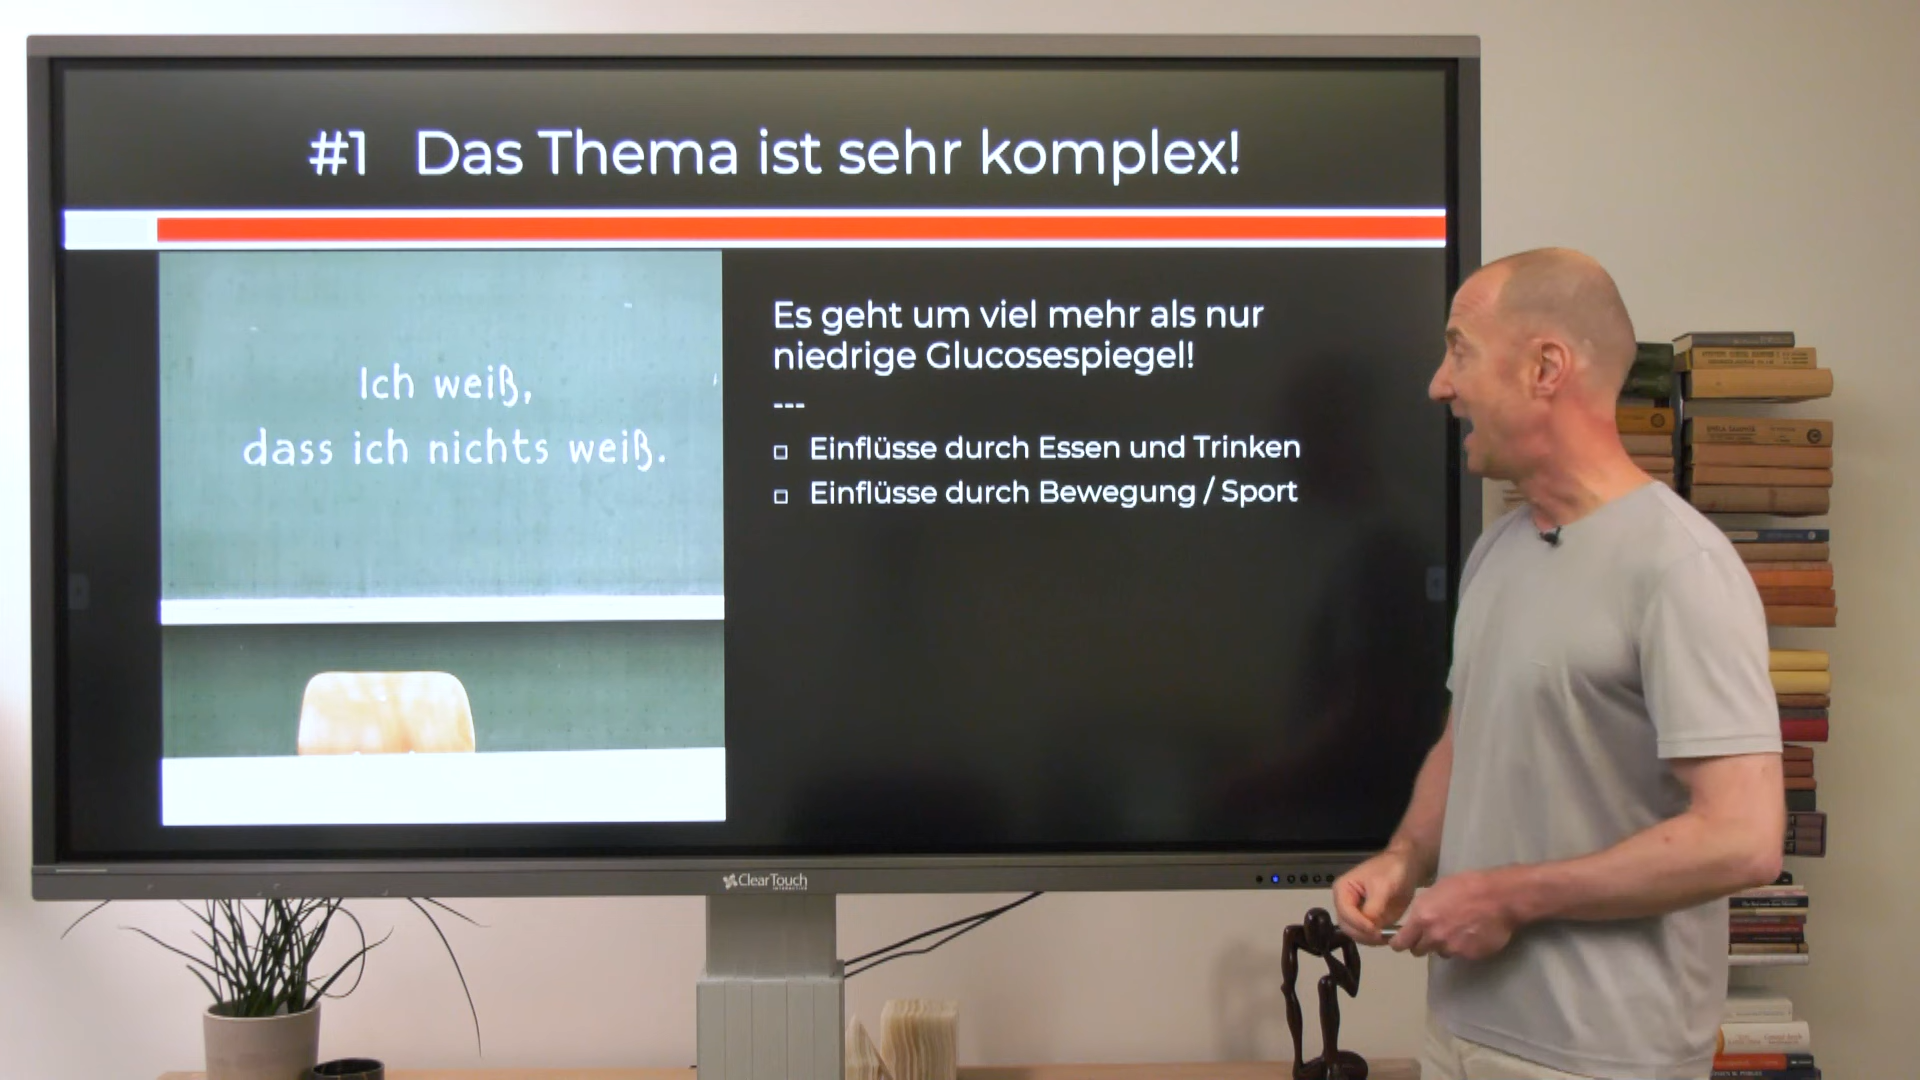 #1 Das Thema ist sehr komplex!
Ich weiß,
dass ich nichts weiß.
Es geht um viel mehr als nur
niedrige Glucosespiegel!
---
Einflüsse durch Essen und Trinken
Einflüsse durch Bewegung / Sport
ClearTouch
INTERACTIVE